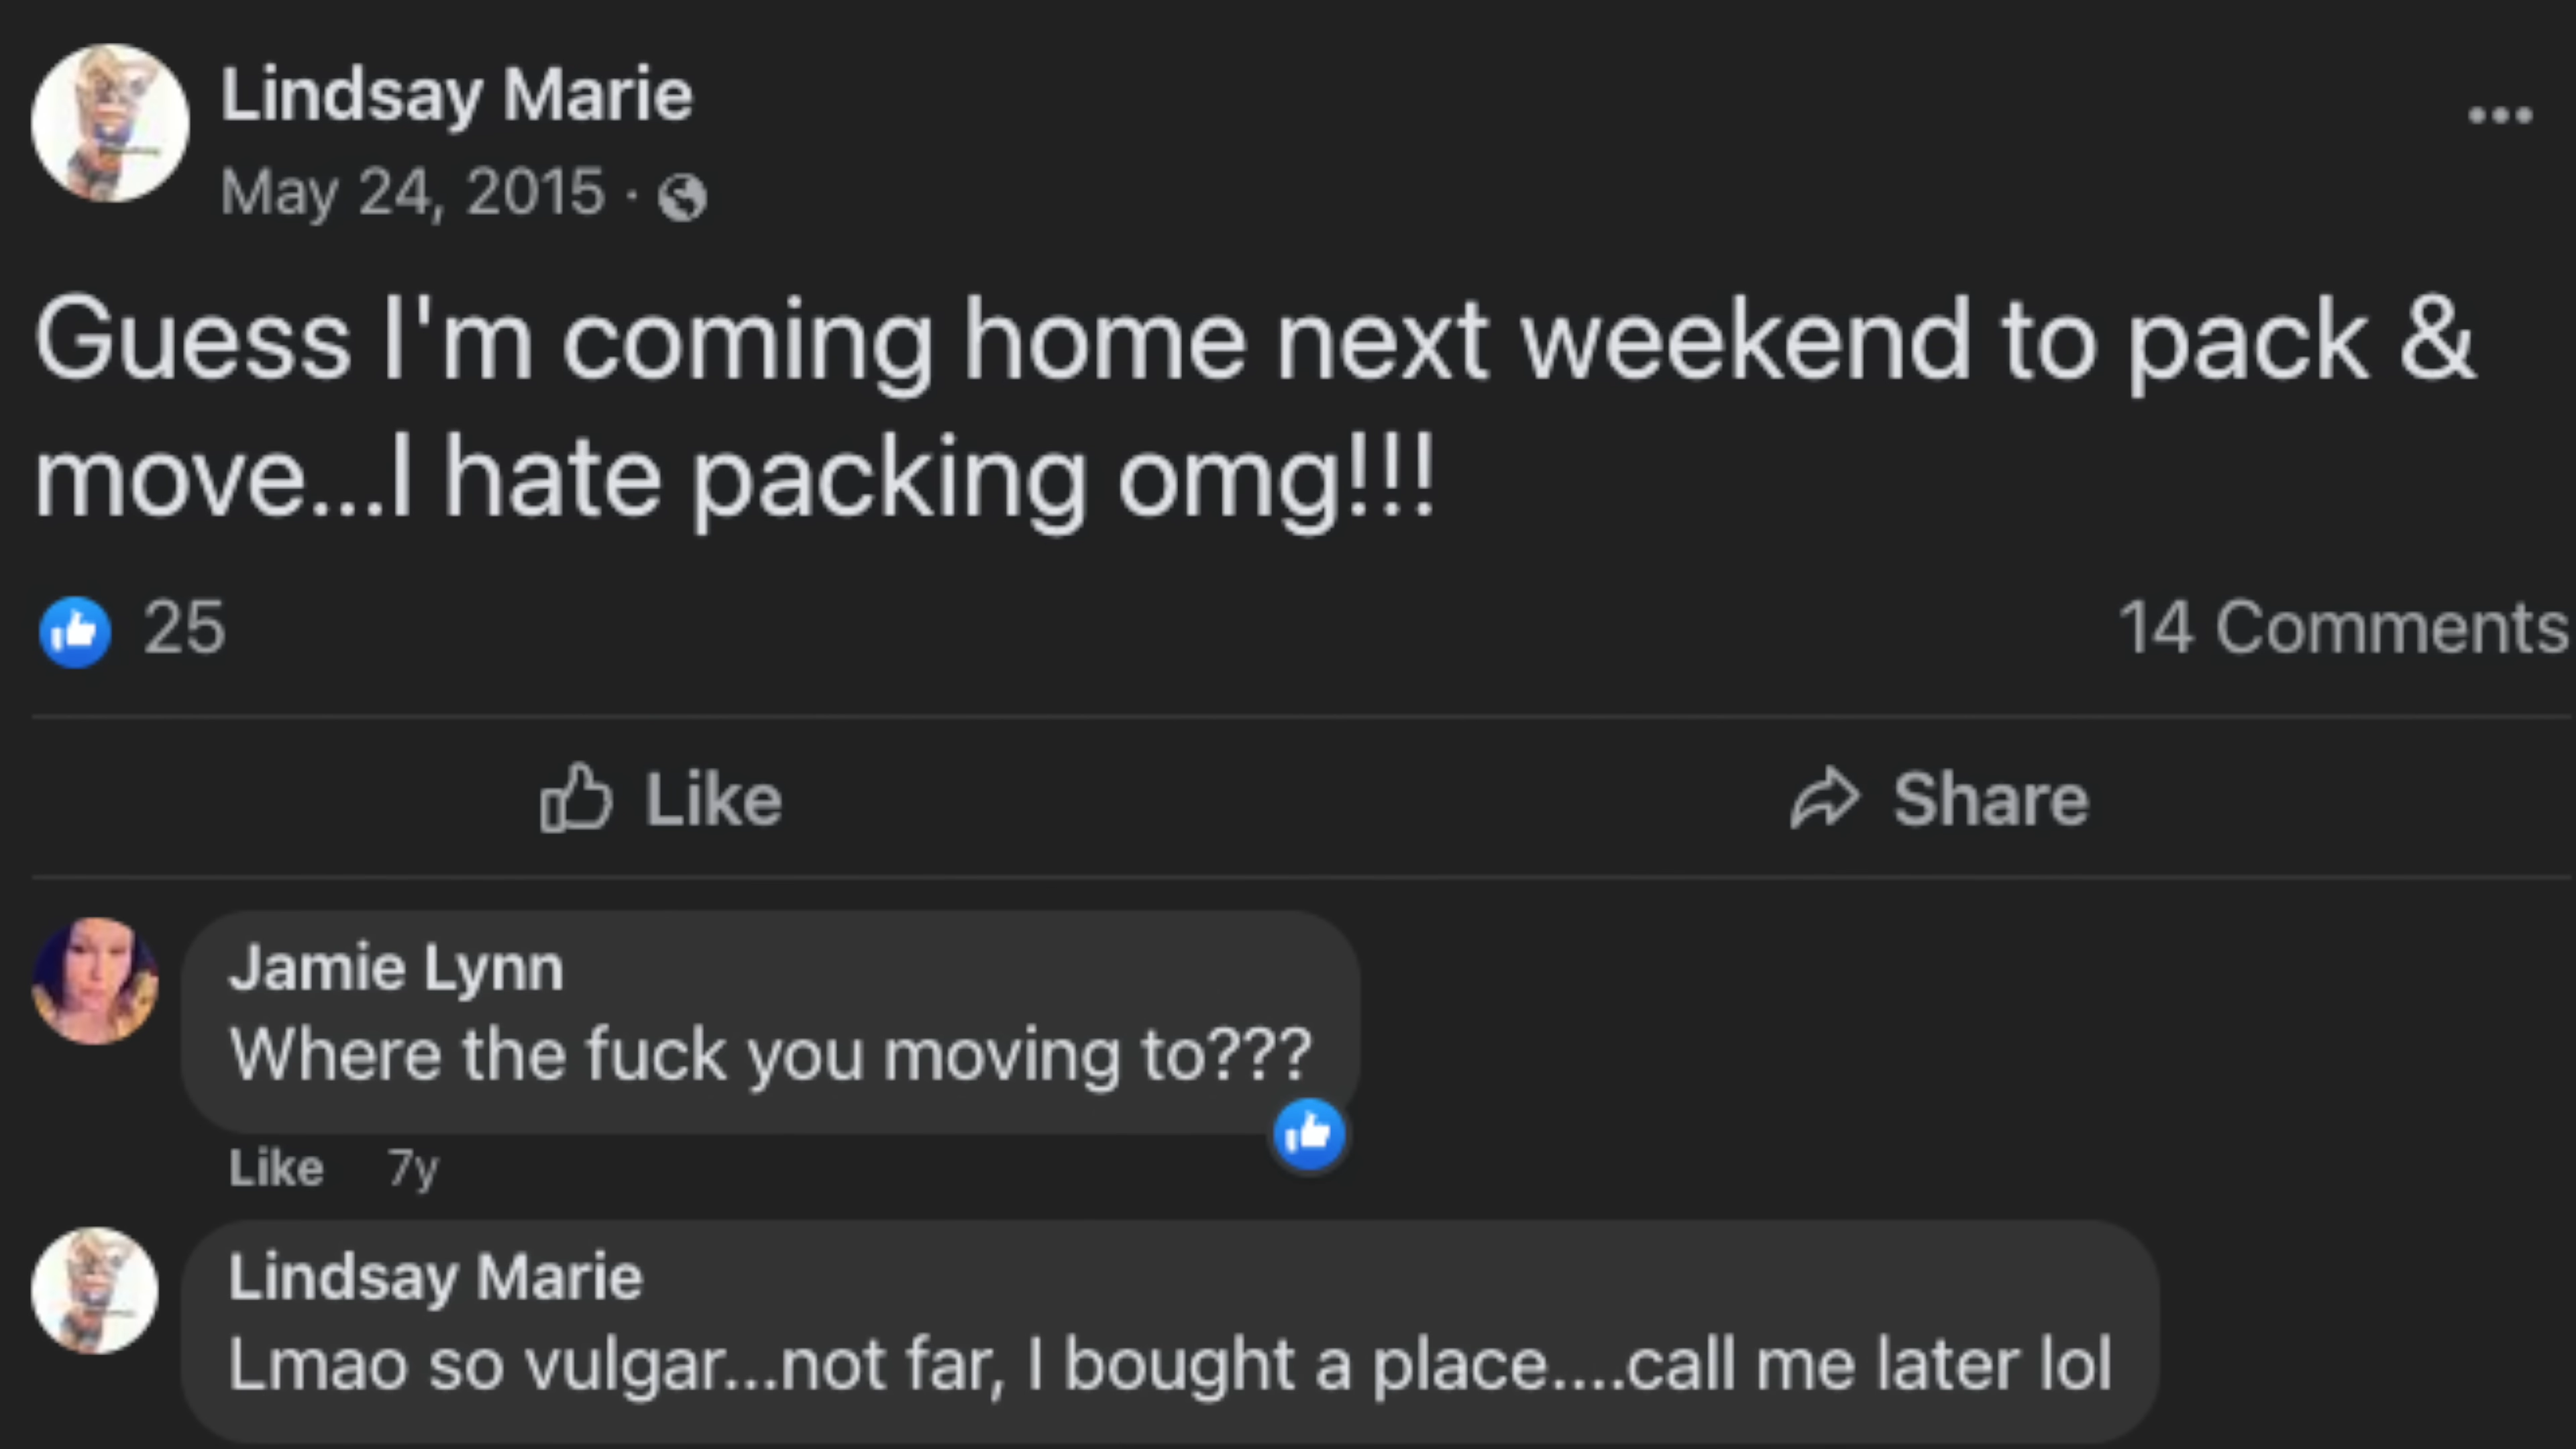 Lindsay Marie
May 24, 2015 ·
Guess I'm coming home next weekend to pack &
move...I hate packing omg!!!
25 14 Comments
Like Share
Jamie Lynn
Where the fuck you moving to???
Like 7y
Lindsay Marie
Lmao so vulgar...not far, I bought a place....call me later lol